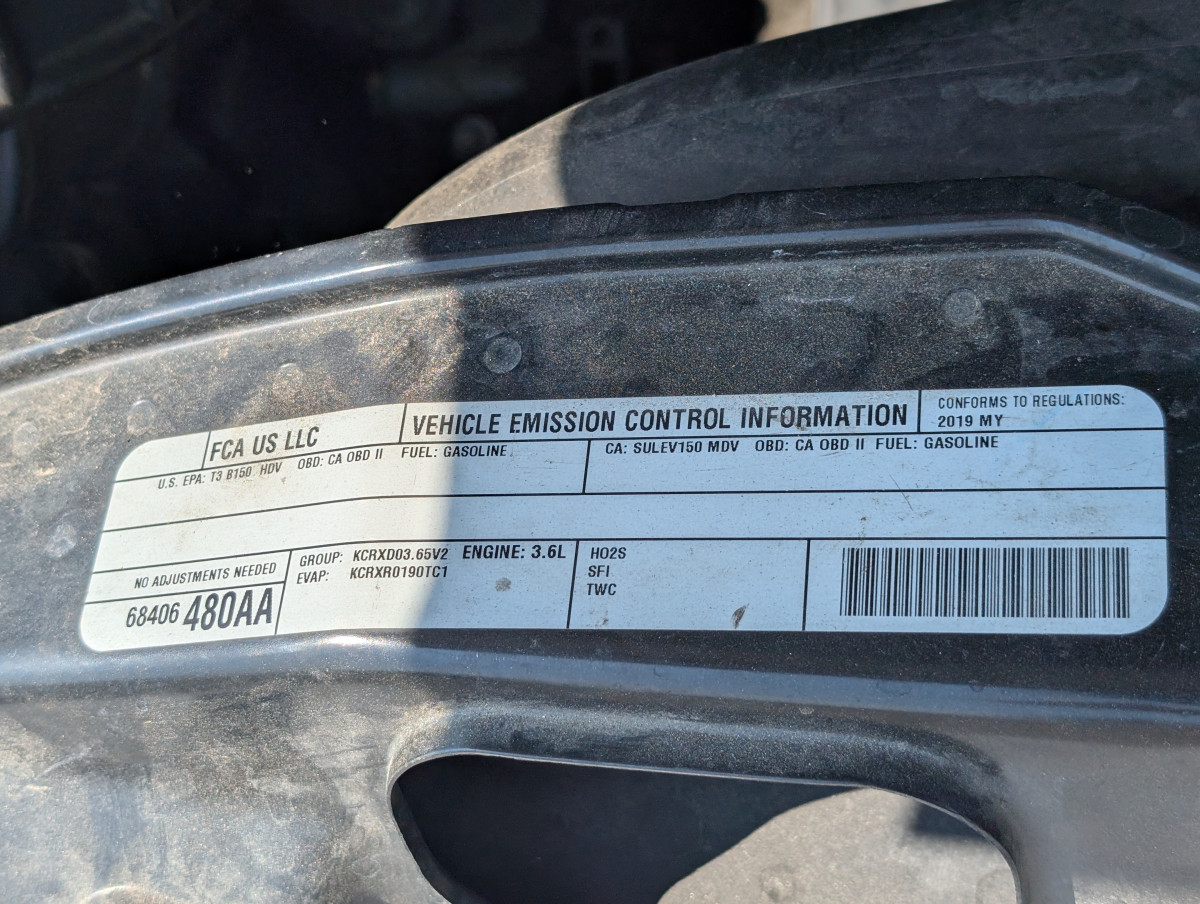 FCA US LLC
VEHICLE EMISSION CONTROL INFORMATION
CONFORMS TO REGULATIONS:
2019 MY
U.S. EPA: T3 B150 HDV OBD: CA OBD II FUEL: GASOLINE
CA: SULEV150 MDV OBD: CA OBD II FUEL: GASOLINE
NO ADJUSTMENTS NEEDED
68406 480AA
GROUP: KCRXD03.65V2 ENGINE: 3.6L
EVAP: KCRXR0190TC1
HO2S
SFI
TWC